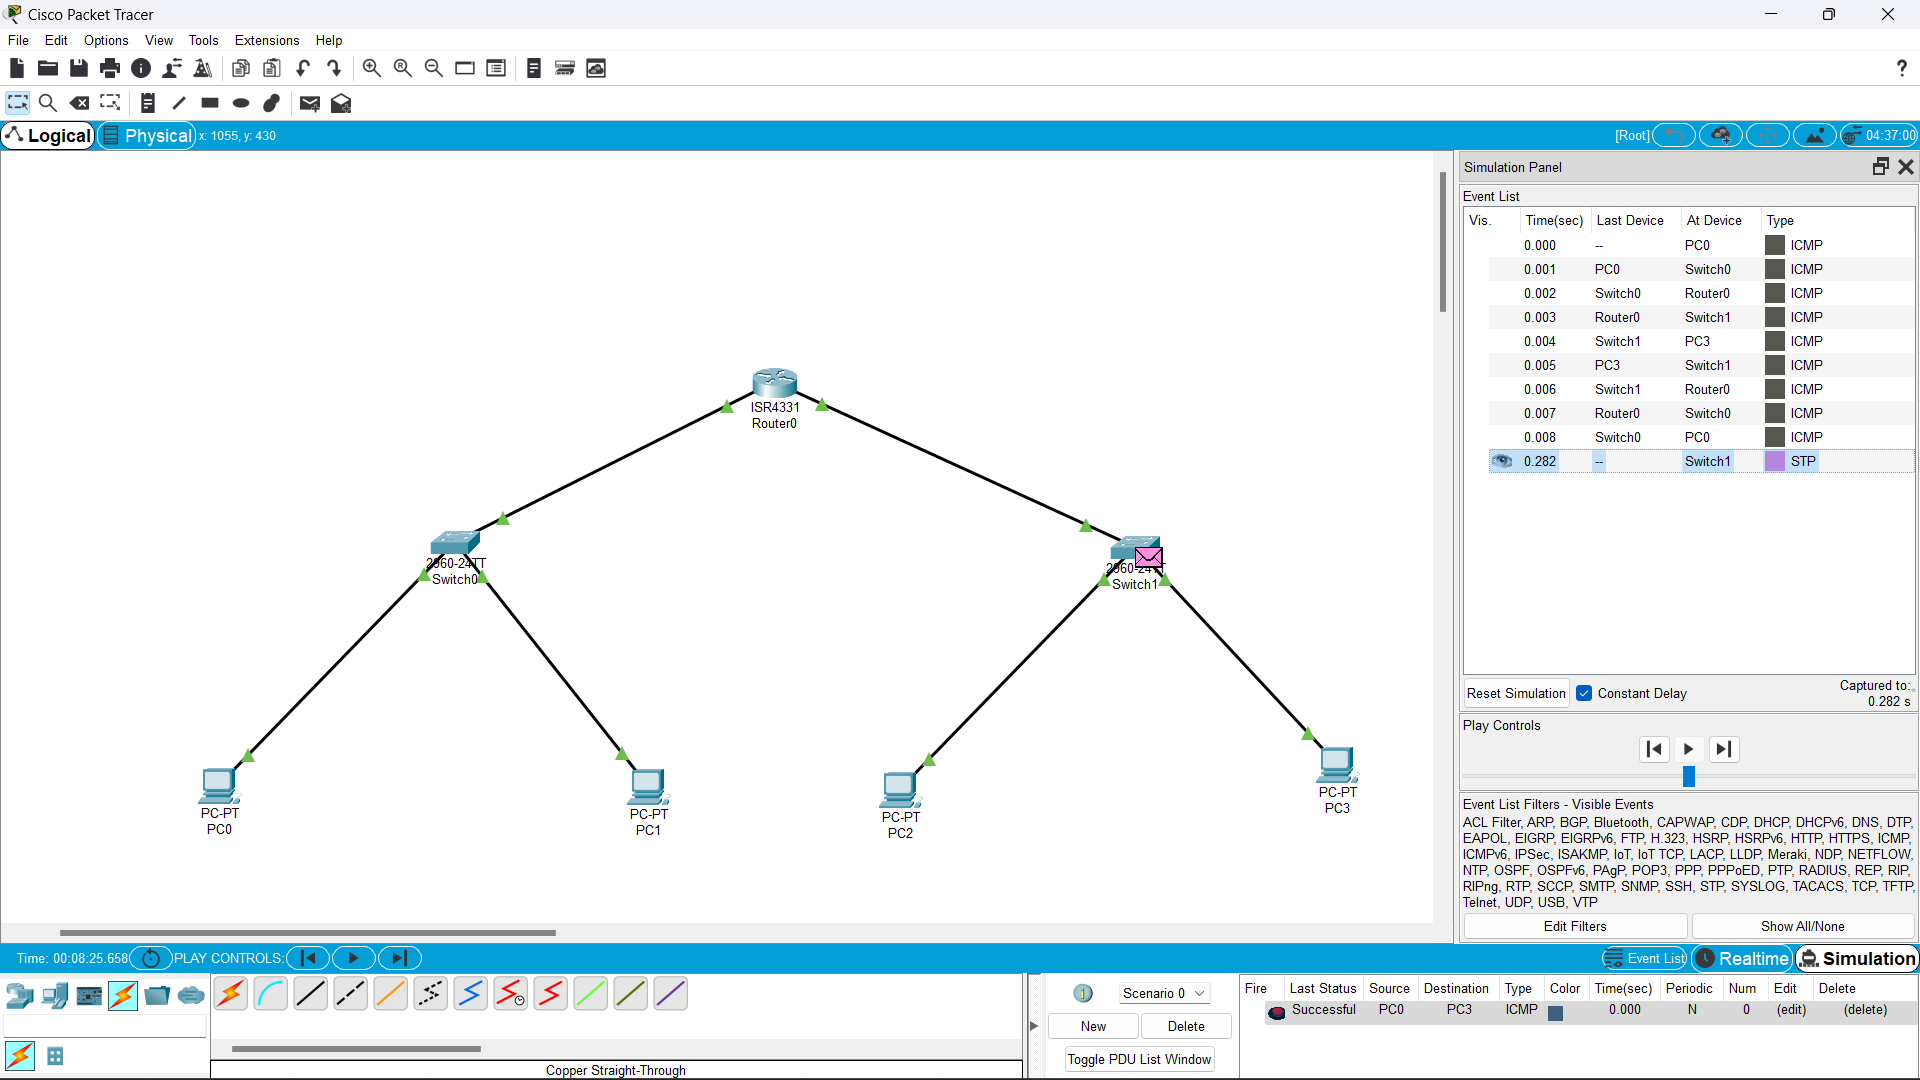 Cisco Packet Tracer
File Edit Options View Tools Extensions Help
Logical Physical x: 1055, y: 430 [Root] 04:37:00
Simulation Panel
Event List
Vis. Time(sec) Last Device At Device Type
0.000 -- PC0 ICMP
0.001 PC0 Switch0 ICMP
0.002 Switch0 Router0 ICMP
0.003 Router0 Switch1 ICMP
0.004 Switch1 PC3 ICMP
0.005 PC3 Switch1 ICMP
0.006 Switch1 Router0 ICMP
0.007 Router0 Switch0 ICMP
0.008 Switch0 PC0 ICMP
0.282 -- Switch1 STP
Reset Simulation Constant Delay Captured to:
0.282 s
Play Controls
Event List Filters - Visible Events
ACL Filter, ARP, BGP, Bluetooth, CAPWAP, CDP, DHCP, DHCPv6, DNS, DTP,
EAPOL, EIGRP, EIGRPv6, FTP, H.323, HSRP, HSRPv6, HTTP, HTTPS, ICMP,
ICMPv6, IPSec, ISAKMP, IoT, IoT TCP, LACP, LLDP, Meraki, NDP, NETFLOW,
NTP, OSPF, OSPFv6, PAgP, POP3, PPP, PPPoED, PTP, RADIUS, REP, RIP,
RIPng, RTP, SCCP, SMTP, SNMP, SSH, STP, SYSLOG, TACACS, TCP, TFTP,
Telnet, UDP, USB, VTP
Edit Filters Show All/None
ISR4331
Router0
2960-24TT
Switch0
2960-24TT
Switch1
PC-PT
PC0
PC-PT
PC1
PC-PT
PC2
PC-PT
PC3
Time: 00:08:25.658 PLAY CONTROLS: Event List Realtime Simulation
Scenario 0
New Delete
Toggle PDU List Window
Fire Last Status Source Destination Type Color Time(sec) Periodic Num Edit Delete
Successful PC0 PC3 ICMP 0.000 N 0 (edit) (delete)
Copper Straight-Through